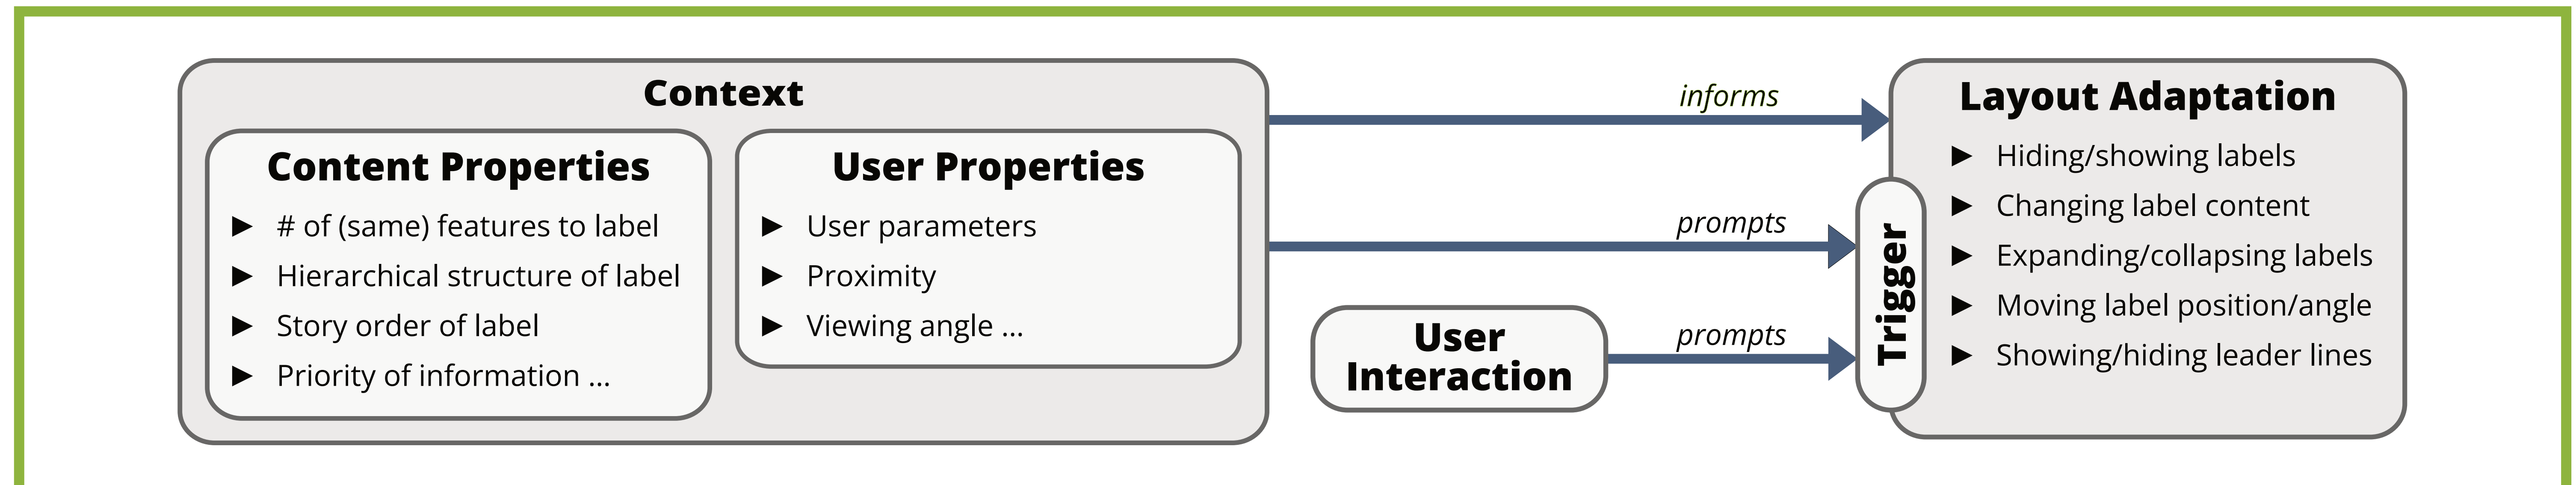 Context
Content Properties
► # of (same) features to label
► Hierarchical structure of label
► Story order of label
► Priority of information ...
User Properties
► User parameters
► Proximity
► Viewing angle ...
informs
prompts
User
Interaction
prompts
Trigger
Layout Adaptation
► Hiding/showing labels
► Changing label content
► Expanding/collapsing labels
► Moving label position/angle
► Showing/hiding leader lines